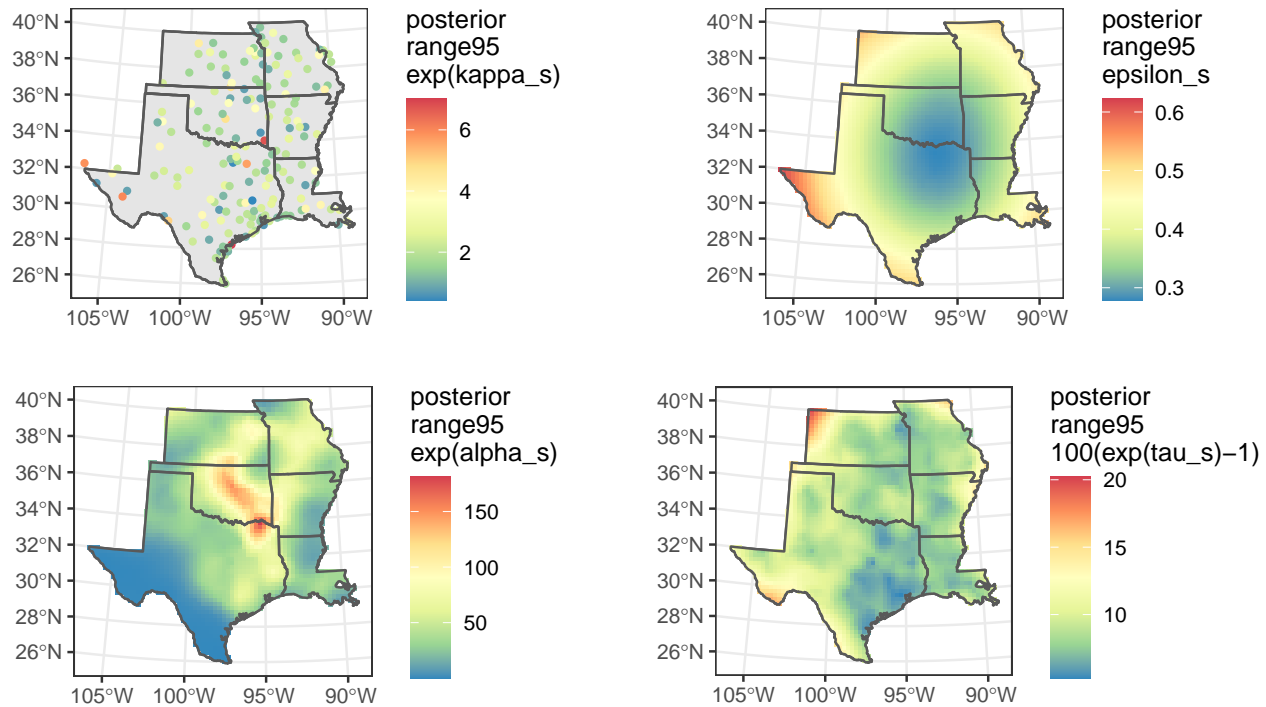 posterior
range95
exp(kappa_s)
40°N
38°N
36°N
34°N
32°N
30°N
28°N
26°N
105°W
100°W
95°W
90°W
6
4
2
posterior
range95
epsilon_s
40°N
38°N
36°N
34°N
32°N
30°N
28°N
26°N
105°W
100°W
95°W
90°W
0.6
0.5
0.4
0.3
posterior
range95
exp(alpha_s)
40°N
38°N
36°N
34°N
32°N
30°N
28°N
26°N
105°W
100°W
95°W
90°W
150
100
50
posterior
range95
100(exp(tau_s)−1)
40°N
38°N
36°N
34°N
32°N
30°N
28°N
26°N
105°W
100°W
95°W
90°W
20
15
10